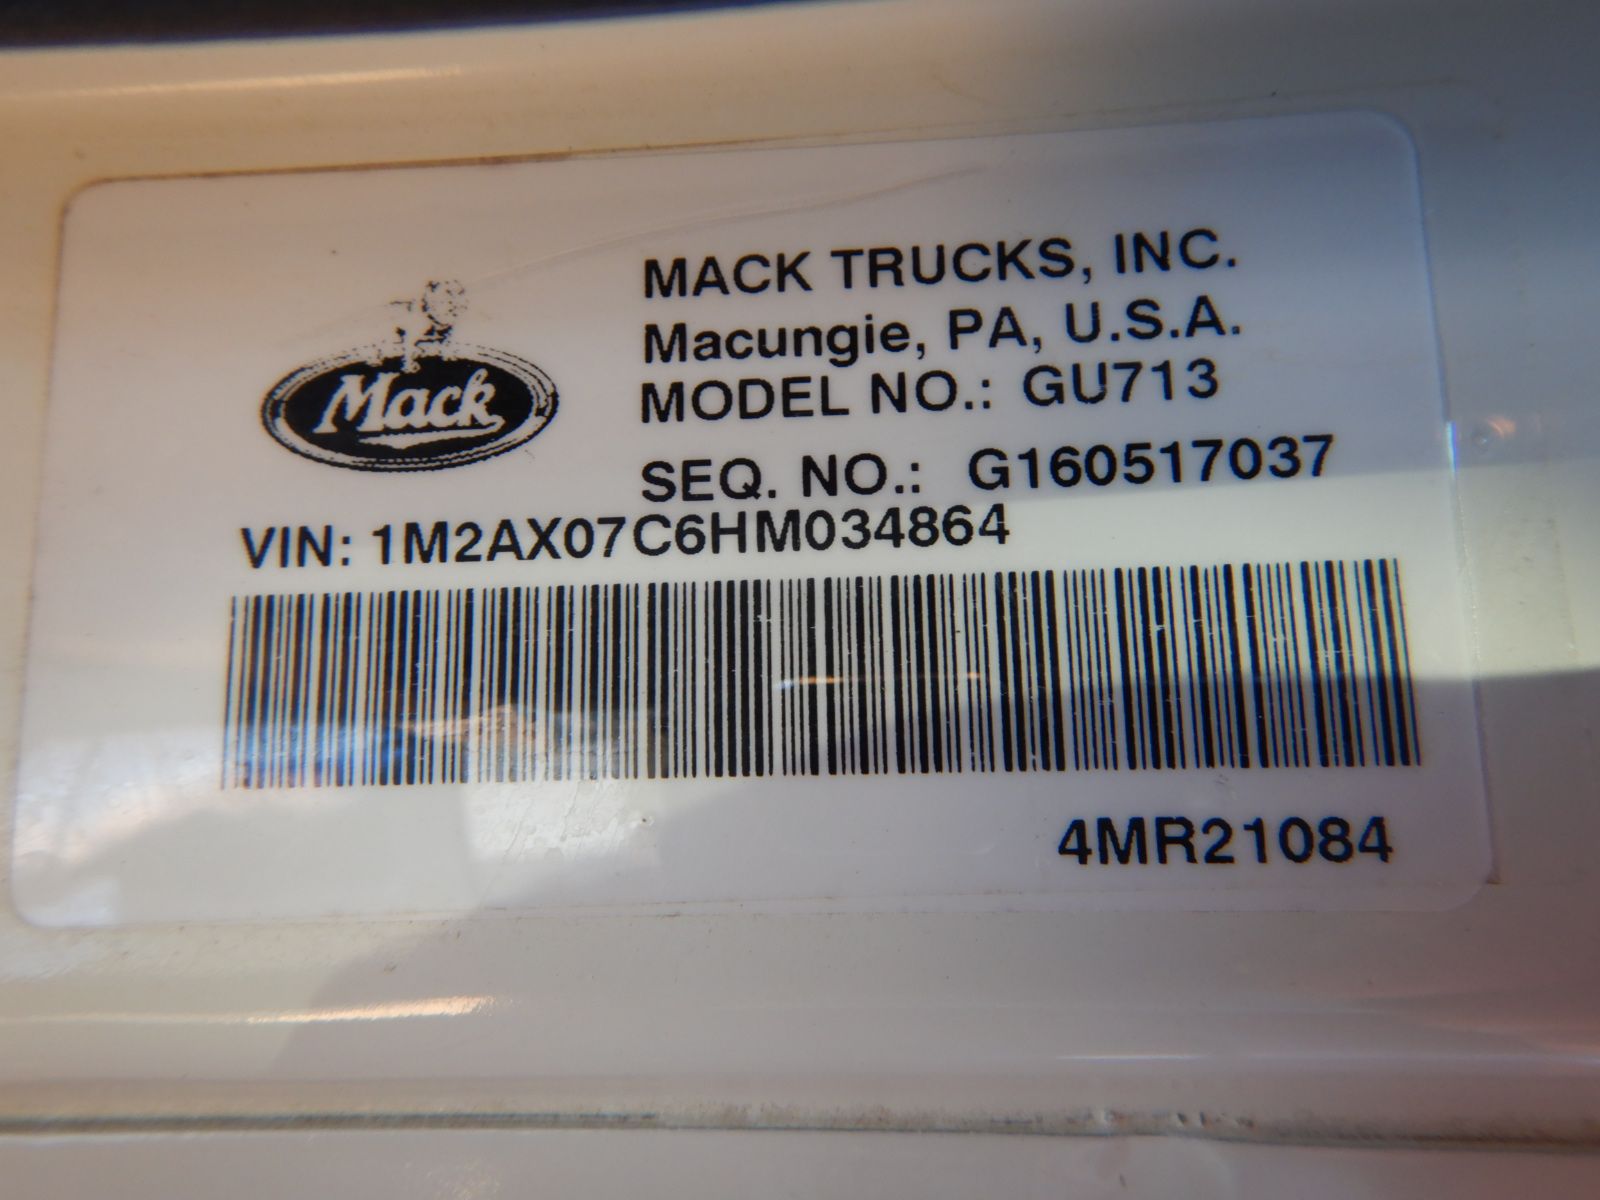 Mack
MACK TRUCKS, INC.
Macungie, PA, U.S.A.
MODEL NO.: GU713
SEQ. NO.: G160517037
VIN: 1M2AX07C6HM034864
4MR21084